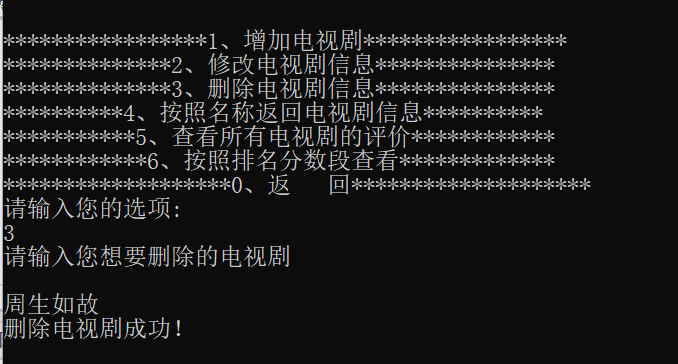 *****************1、增加电视剧*****************
**************2、修改电视剧信息***************
**************3、删除电视剧信息***************
**********4、按照名称返回电视剧信息**********
***********5、查看所有电视剧的评价************
************6、按照排名分数段查看*************
*******************0、返   回********************
请输入您的选项:
3
请输入您想要删除的电视剧
周生如故
删除电视剧成功!